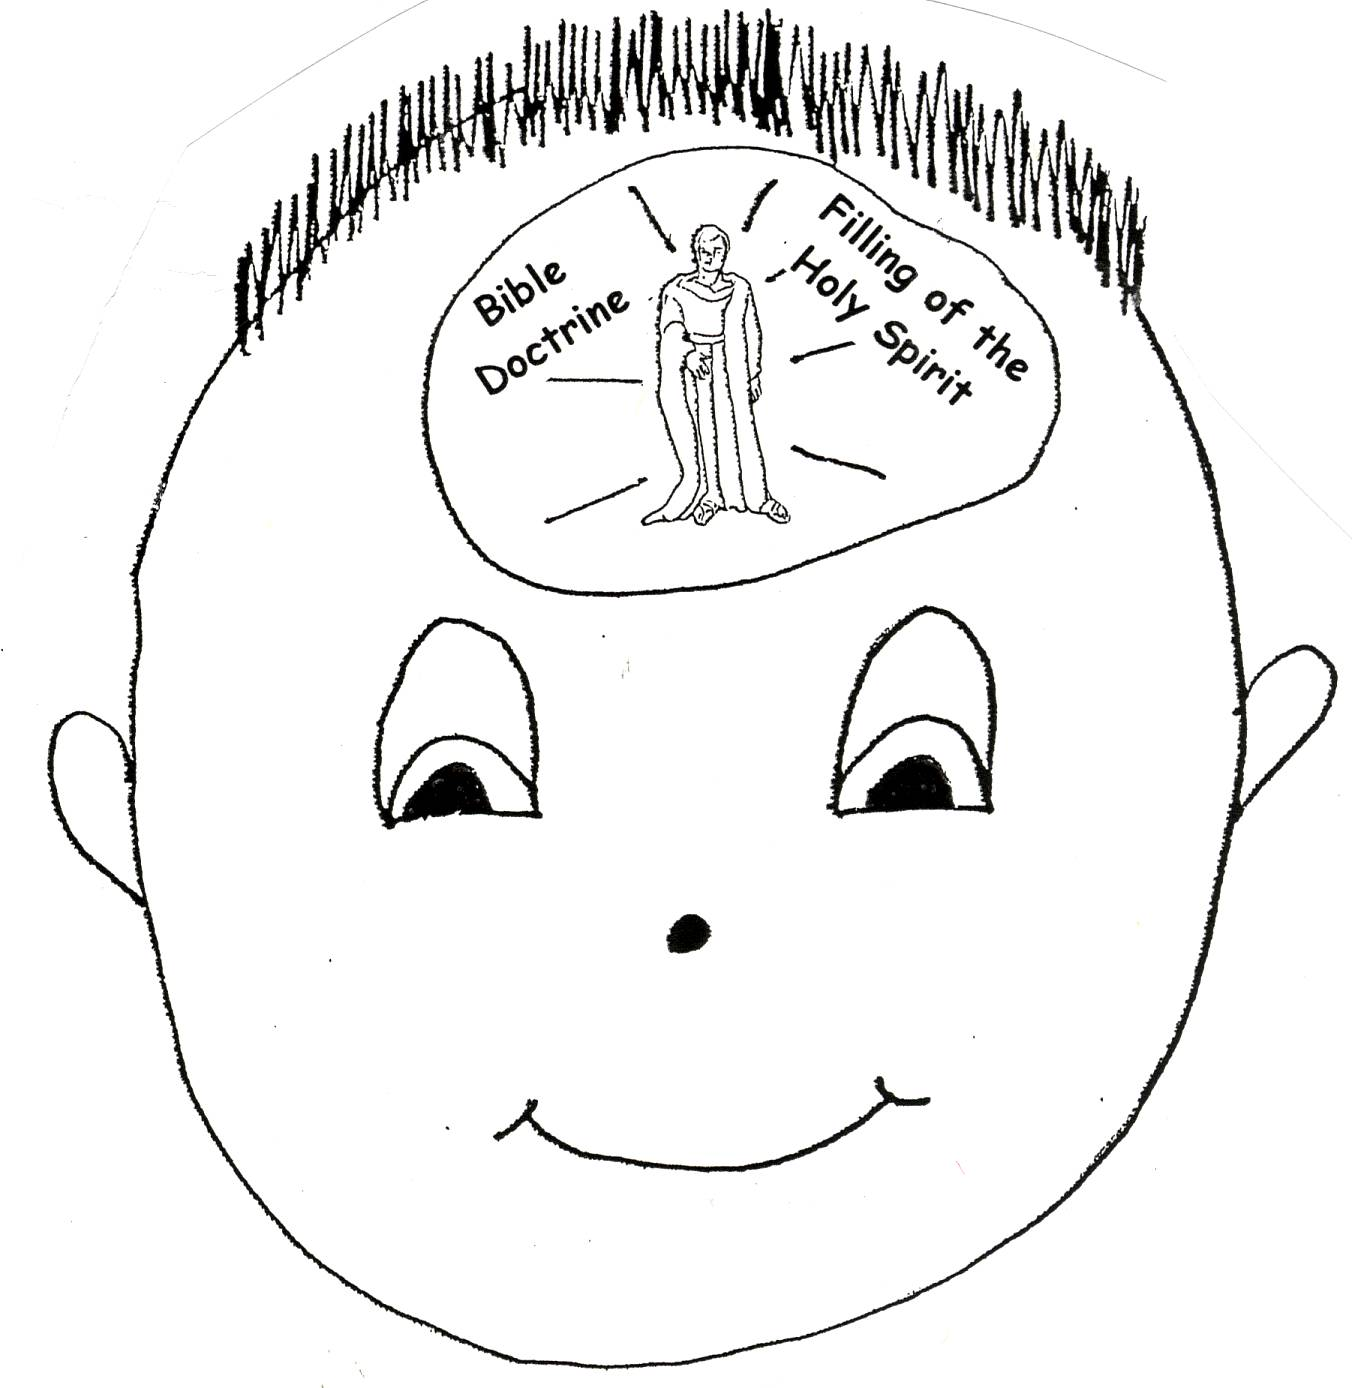 Bible
Doctrine
Filling of the
Holy Spirit